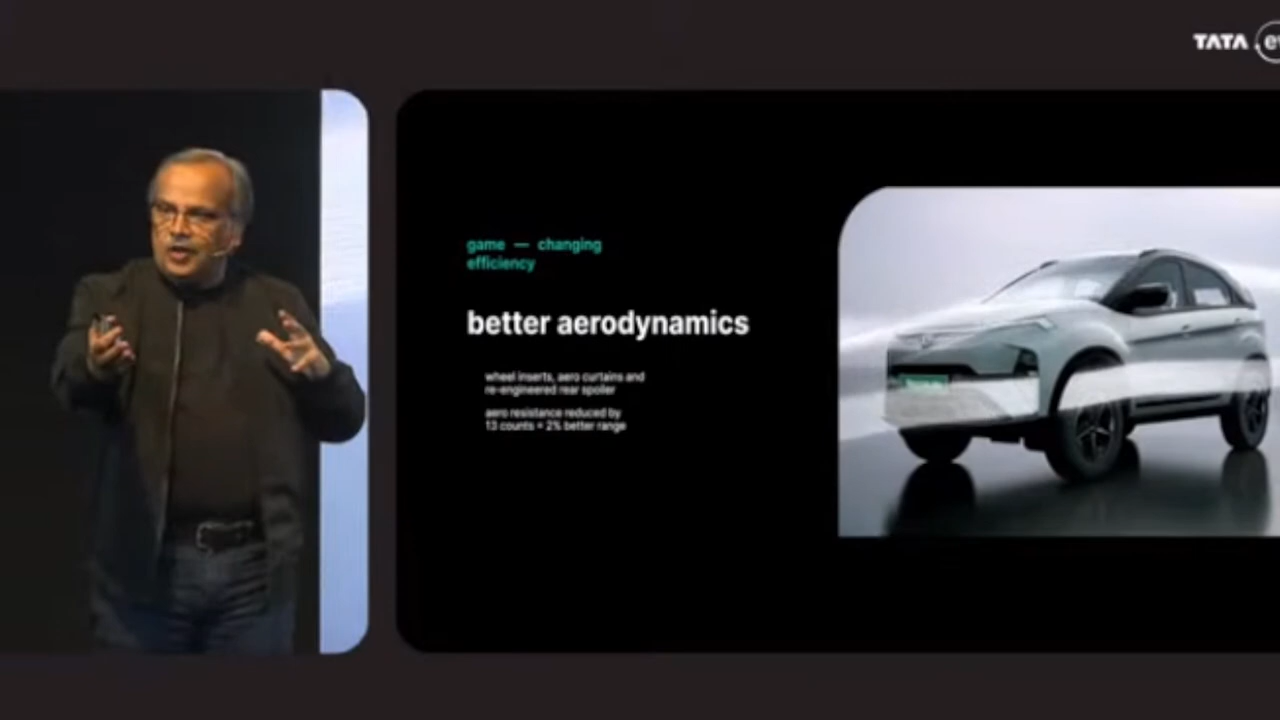 TATA .ev
game — changing
efficiency
better aerodynamics
wheel inserts, aero curtains and
re-engineered rear spoiler
aero resistance reduced by
13 counts = 2% better range